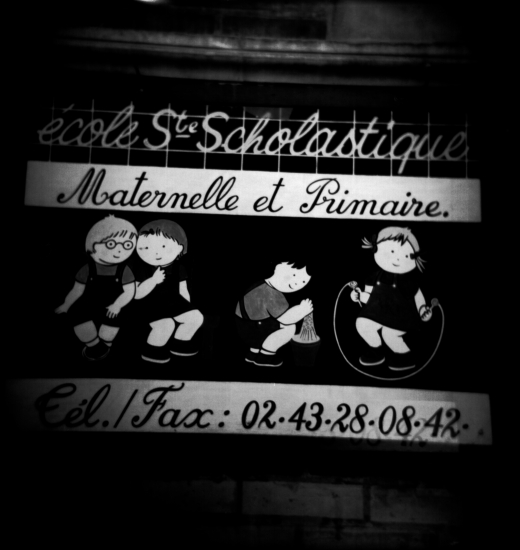 école Ste Scholastique
Maternelle et Primaire.
Tél./Fax: 02·43·28·08·42·